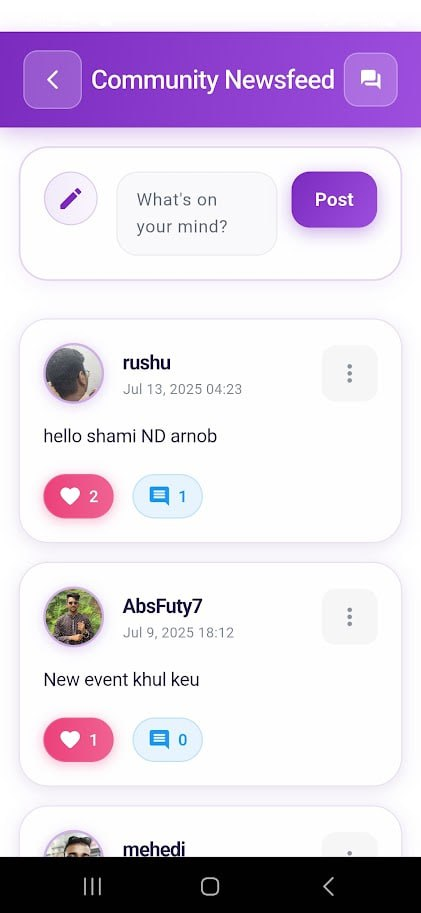 Community Newsfeed
What's on
your mind?
Post
rushu
Jul 13, 2025 04:23
hello shami ND arnob
2
1
AbsFuty7
Jul 9, 2025 18:12
New event khul keu
1
0
mehedi